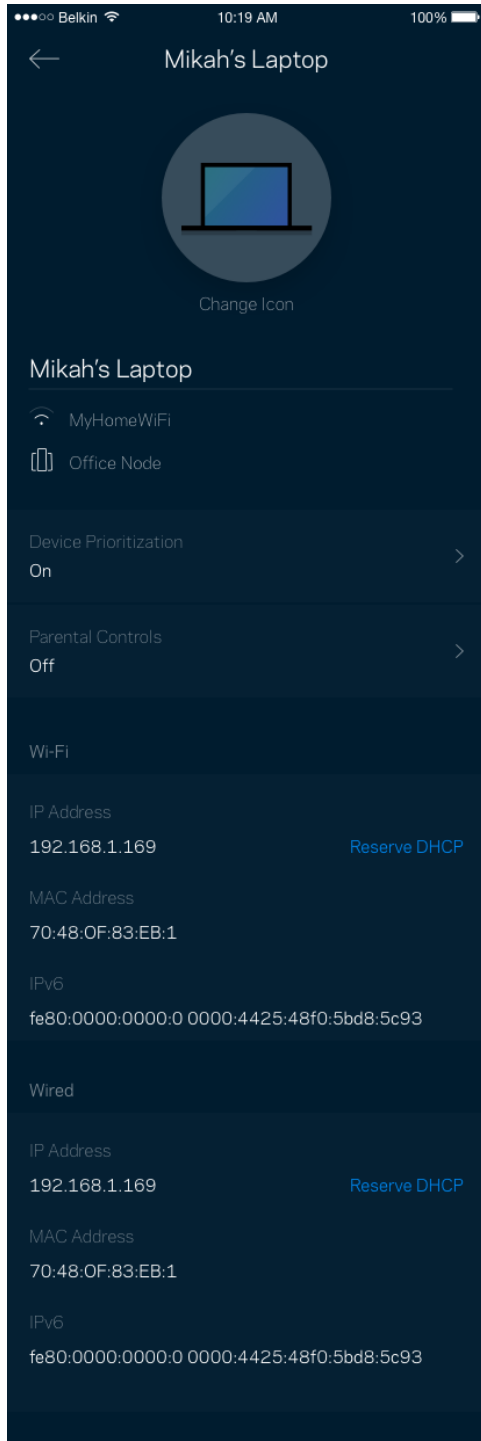 Belkin 10:19 AM 100%
Mikah's Laptop
Change Icon
Mikah's Laptop
MyHomeWiFi
Office Node
Device Prioritization
On
Parental Controls
Off
Wi-Fi
IP Address
192.168.1.169 Reserve DHCP
MAC Address
70:48:0F:83:EB:1
IPv6
fe80:0000:0000:0 0000:4425:48f0:5bd8:5c93
Wired
IP Address
192.168.1.169 Reserve DHCP
MAC Address
70:48:0F:83:EB:1
IPv6
fe80:0000:0000:0 0000:4425:48f0:5bd8:5c93